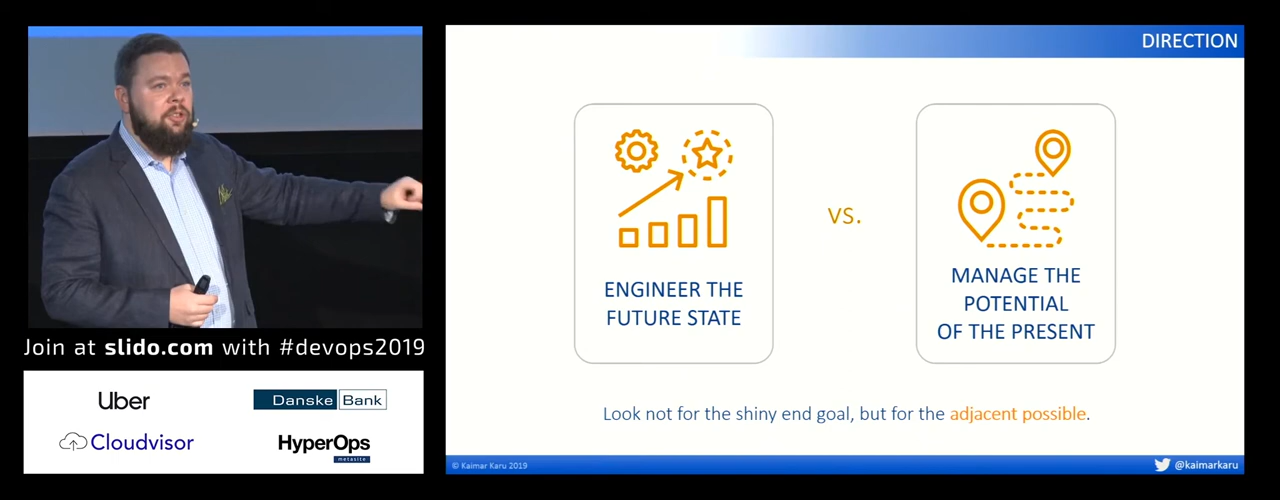 Join at slido.com with #devops2019
Uber
Danske Bank
Cloudvisor
HyperOps
metasite
DIRECTION
ENGINEER THE
FUTURE STATE
VS.
MANAGE THE
POTENTIAL
OF THE PRESENT
Look not for the shiny end goal, but for the adjacent possible.
© Kaimar Karu 2019
@kaimarkaru